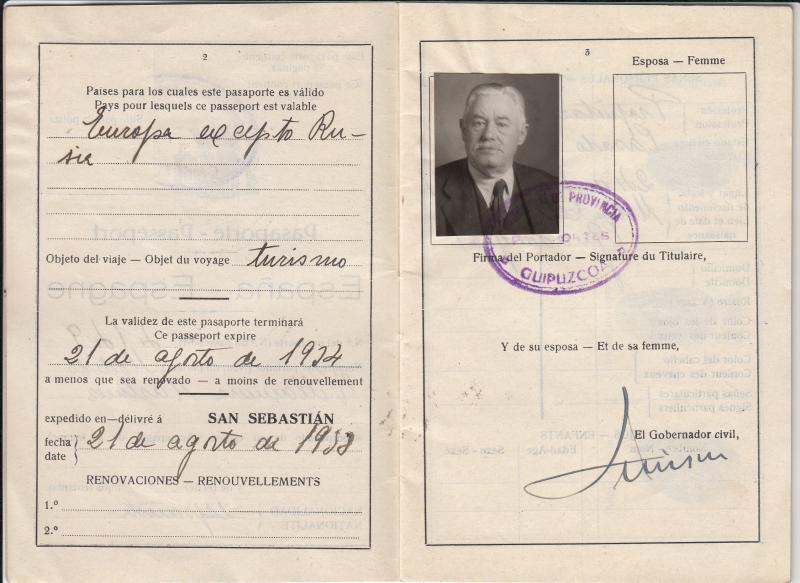 2
Paises para los cuales este pasaporte es válido
Pays pour lesquels ce passeport est valable
Europa excepto Ru-
sia
Objeto del viaje — Objet du voyage turismo
La validez de este pasaporte terminará
Ce passeport expire
21 de agosto de 1934
a menos que sea renovado — a moins de renouvellement
expedido en—délivré á SAN SEBASTIÁN
fecha
date
21 de agosto de 1933
RENOVACIONES — RENOUVELLEMENTS
1.º
2.º
3
Esposa — Femme
PROVINCIA
GUIPUZCOA
Firma del Portador — Signature du Titulaire,
Y de su esposa — Et de sa femme,
El Gobernador civil,
Pasaporte - Passeport
España - Espagne